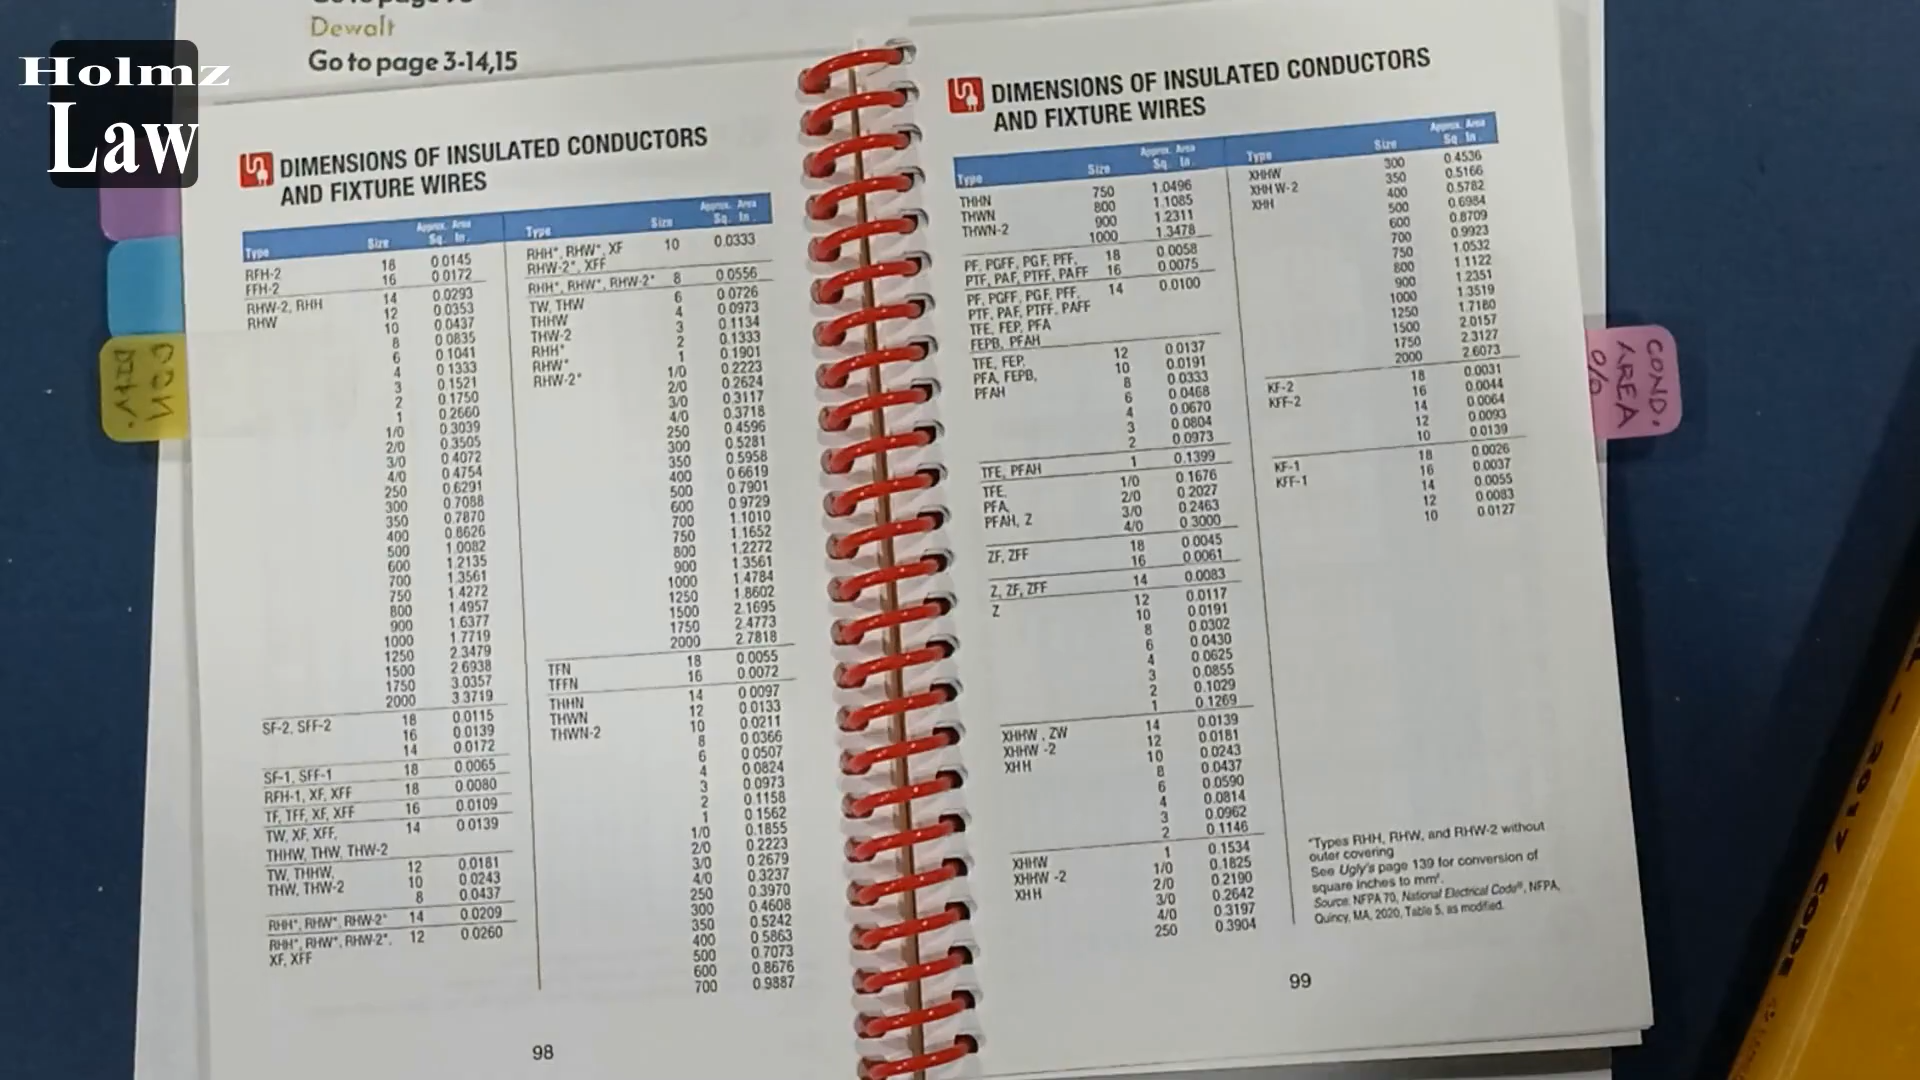 Go to page
Dewalt
Go to page 3-14,15
Holmz
Law
DIMENSIONS OF INSULATED CONDUCTORS
AND FIXTURE WIRES
Type Size Approx. Area Sq. In.
RFH-2 18 0.0145
FFH-2 16 0.0172
RHW-2, RHH 14 0.0293
RHW 12 0.0353
10 0.0437
8 0.0835
6 0.1041
4 0.1333
3 0.1521
2 0.1750
1 0.2660
1/0 0.3039
2/0 0.3505
3/0 0.4072
4/0 0.4754
250 0.6291
300 0.7088
350 0.7870
400 0.8626
500 1.0082
600 1.2135
700 1.3561
750 1.4272
800 1.4957
900 1.6377
1000 1.7719
1250 2.3479
1500 2.6938
1750 3.0357
2000 3.3719
SF-2, SFF-2 18 0.0115
16 0.0139
14 0.0172
SF-1, SFF-1 18 0.0065
RFH-1, XF, XFF 18 0.0080
TF, TFF, XF, XFF 16 0.0109
TW, XF, XFF, 14 0.0139
THHW, THW, THW-2
TW, THHW, 12 0.0181
THW, THW-2 10 0.0243
8 0.0437
RHH*, RHW*, RHW-2* 14 0.0209
RHH*, RHW*, RHW-2*, 12 0.0260
XF, XFF
Type Size Approx. Area Sq. In.
RHH*, RHW*, XF 10 0.0333
RHW-2*, XFF
RHH*, RHW*, RHW-2* 8 0.0556
TW, THW 6 0.0726
THHW 4 0.0973
THW-2 3 0.1134
RHH* 2 0.1333
RHW* 1 0.1901
RHW-2* 1/0 0.2223
2/0 0.2624
3/0 0.3117
4/0 0.3718
250 0.4596
300 0.5281
350 0.5958
400 0.6619
500 0.7901
600 0.9729
700 1.1010
750 1.1652
800 1.2272
900 1.3561
1000 1.4784
1250 1.8602
1500 2.1695
1750 2.4773
2000 2.7818
TFN 18 0.0055
TFFN 16 0.0072
THHN 14 0.0097
THWN 12 0.0133
THWN-2 10 0.0211
8 0.0366
6 0.0507
4 0.0824
3 0.0973
2 0.1158
1 0.1562
1/0 0.1855
2/0 0.2223
3/0 0.2679
4/0 0.3237
250 0.3970
300 0.4608
350 0.5242
400 0.5863
500 0.7073
600 0.8676
700 0.9887
98
DIMENSIONS OF INSULATED CONDUCTORS
AND FIXTURE WIRES
Type Size Approx. Area Sq. In.
THHN 750 1.0496
THWN 800 1.1085
THWN-2 900 1.2311
1000 1.3478
PF, PGFF, PGF, PFF, 18 0.0058
PTF, PAF, PTFF, PAFF 16 0.0075
PF, PGFF, PGF, PFF, 14 0.0100
PTF, PAF, PTFF, PAFF
TFE, FEP, PFA
FEPB, PFAH
TFE, FEP, 12 0.0137
PFA, FEPB, 10 0.0191
PFAH 8 0.0333
6 0.0468
4 0.0670
3 0.0804
2 0.0973
TFE, PFAH 1 0.1399
TFE, 1/0 0.1676
PFA, 2/0 0.2027
PFAH, Z 3/0 0.2463
4/0 0.3000
ZF, ZFF 18 0.0045
16 0.0061
Z, ZF, ZFF 14 0.0083
Z 12 0.0117
10 0.0191
8 0.0302
6 0.0430
4 0.0625
3 0.0855
2 0.1029
1 0.1269
XHHW, ZW 14 0.0139
XHHW -2 12 0.0181
XHH 10 0.0243
8 0.0437
6 0.0590
4 0.0814
3 0.0962
2 0.1146
XHHW 1 0.1534
XHHW -2 1/0 0.1825
XHH 2/0 0.2190
3/0 0.2642
4/0 0.3197
250 0.3904
Type Size Approx. Area Sq. In.
XHHW 300 0.4536
XHH W-2 350 0.5166
XHH 400 0.5782
500 0.6984
600 0.8709
700 0.9923
750 1.0532
800 1.1122
900 1.2351
1000 1.3519
1250 1.7180
1500 2.0157
1750 2.3127
2000 2.6073
KF-2 18 0.0031
KFF-2 16 0.0044
14 0.0064
12 0.0093
10 0.0139
KF-1 18 0.0026
KFF-1 16 0.0037
14 0.0055
12 0.0083
10 0.0127
*Types RHH, RHW, and RHW-2 without
outer covering
See Ugly's page 139 for conversion of
square inches to mm².
Source: NFPA 70, National Electrical Code®, NFPA,
Quincy, MA, 2020, Table 5, as modified.
99
COND.
AREA
%
2017 CODE